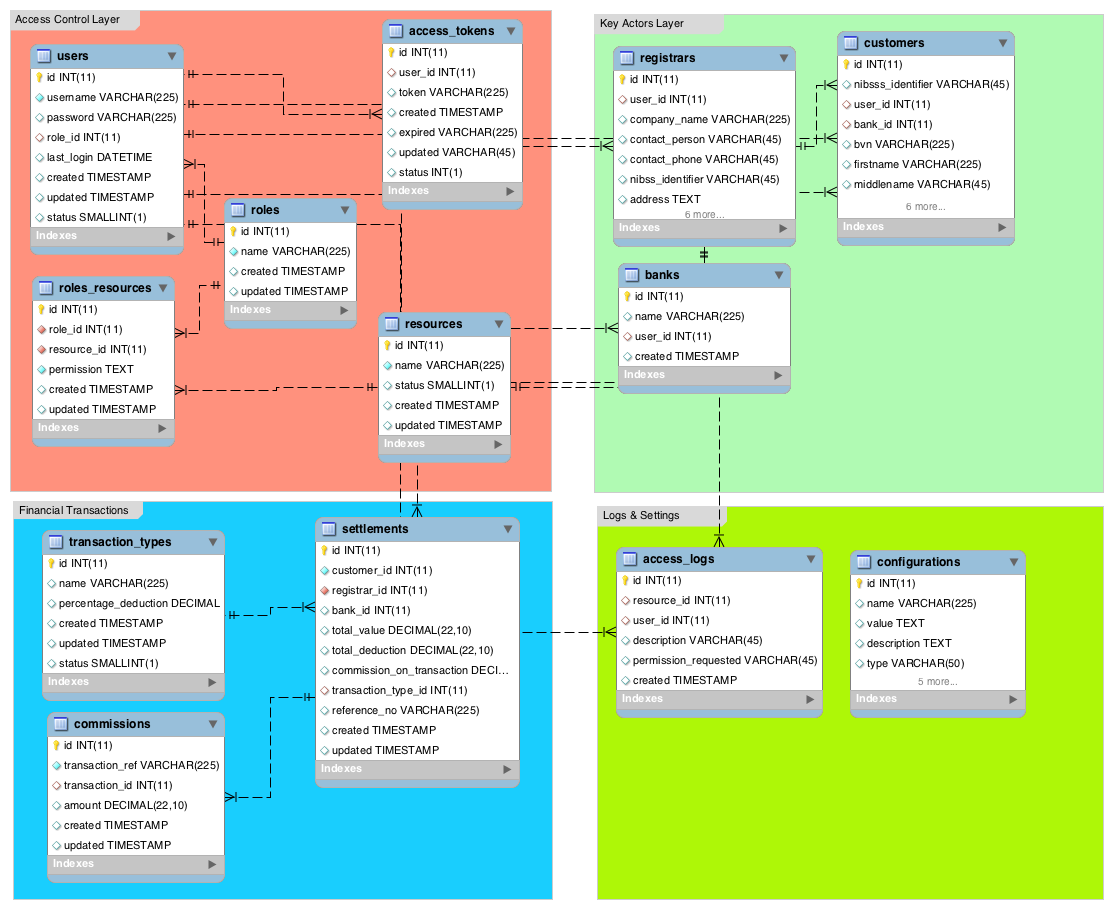 Access Control Layer
users
id INT(11)
username VARCHAR(225)
password VARCHAR(225)
role_id INT(11)
last_login DATETIME
created TIMESTAMP
updated TIMESTAMP
status SMALLINT(1)
Indexes
access_tokens
id INT(11)
user_id INT(11)
token VARCHAR(225)
created TIMESTAMP
expired VARCHAR(225)
updated VARCHAR(45)
status INT(1)
Indexes
roles
id INT(11)
name VARCHAR(225)
created TIMESTAMP
updated TIMESTAMP
Indexes
roles_resources
id INT(11)
role_id INT(11)
resource_id INT(11)
permission TEXT
created TIMESTAMP
updated TIMESTAMP
Indexes
resources
id INT(11)
name VARCHAR(225)
status SMALLINT(1)
created TIMESTAMP
updated TIMESTAMP
Indexes
Key Actors Layer
registrars
id INT(11)
user_id INT(11)
company_name VARCHAR(225)
contact_person VARCHAR(45)
contact_phone VARCHAR(45)
nibss_identifier VARCHAR(45)
address TEXT
6 more...
Indexes
customers
id INT(11)
nibsss_identifier VARCHAR(45)
user_id INT(11)
bank_id INT(11)
bvn VARCHAR(225)
firstname VARCHAR(225)
middlename VARCHAR(45)
6 more...
Indexes
banks
id INT(11)
name VARCHAR(225)
user_id INT(11)
created TIMESTAMP
Indexes
Financial Transactions
transaction_types
id INT(11)
name VARCHAR(225)
percentage_deduction DECIMAL
created TIMESTAMP
updated TIMESTAMP
status SMALLINT(1)
Indexes
settlements
id INT(11)
customer_id INT(11)
registrar_id INT(11)
bank_id INT(11)
total_value DECIMAL(22,10)
total_deduction DECIMAL(22,10)
commission_on_transaction DECI...
transaction_type_id INT(11)
reference_no VARCHAR(225)
created TIMESTAMP
updated TIMESTAMP
Indexes
commissions
id INT(11)
transaction_ref VARCHAR(225)
transaction_id INT(11)
amount DECIMAL(22,10)
created TIMESTAMP
updated TIMESTAMP
Indexes
Logs & Settings
access_logs
id INT(11)
resource_id INT(11)
user_id INT(11)
description VARCHAR(45)
permission_requested VARCHAR(45)
created TIMESTAMP
Indexes
configurations
id INT(11)
name VARCHAR(225)
value TEXT
description TEXT
type VARCHAR(50)
5 more...
Indexes